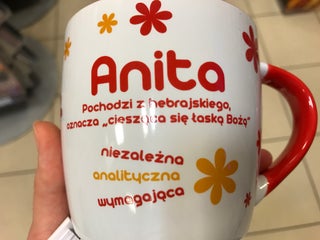 Anita
Pochodzi z hebrajskiego,
oznacza „ciesząca się łaską Bożą"
niezależna
analityczna
wymagająca